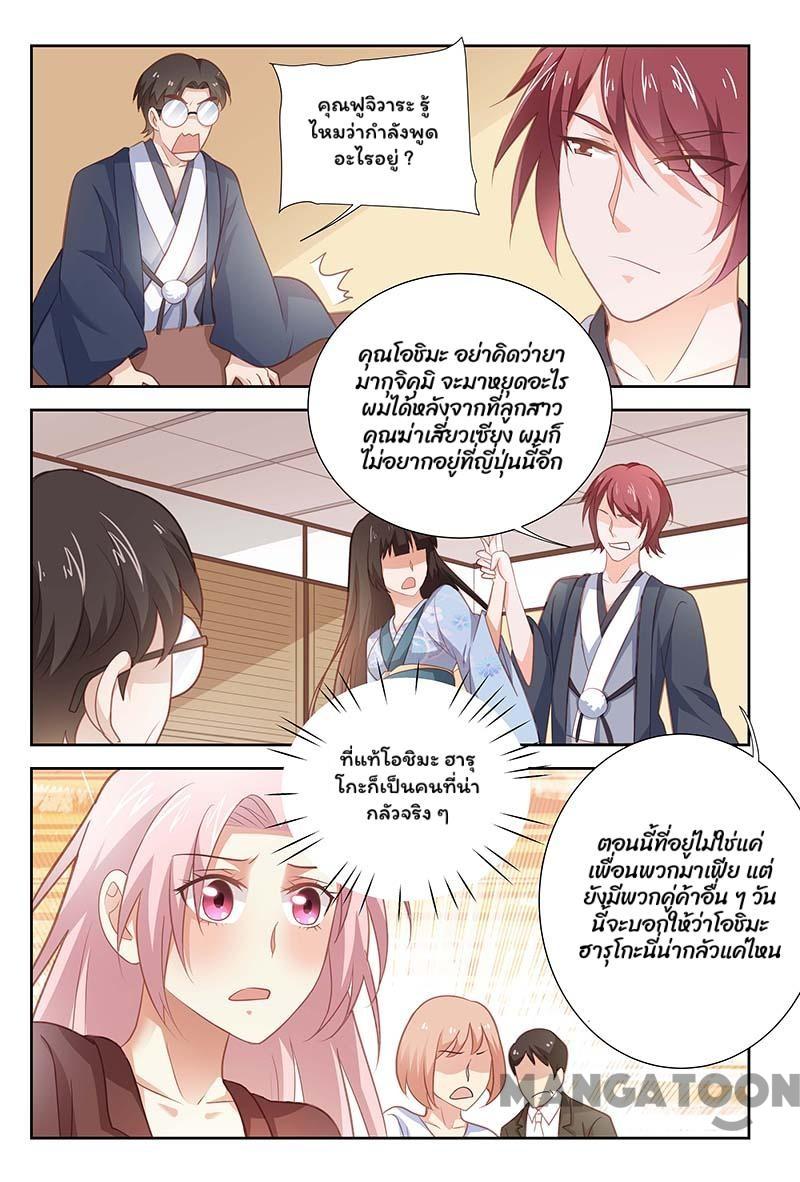 คุณฟูจิวาระ รู้
ไหมว่ากำลังพูด
อะไรอยู่ ?
คุณโอชิมะ อย่าคิดว่ายา
มากุจิคุมิ จะมาหยุดอะไร
ผมได้หลังจากที่ลูกสาว
คุณฆ่าเสี่ยวเซียง ผมก็
ไม่อยากอยู่ที่ญี่ปุ่นนี้อีก
ที่แท้โอชิมะ ฮารุ
โกะก็เป็นคนที่น่า
กลัวจริง ๆ
ตอนนี้ที่อยู่ไม่ใช่แค่
เพื่อนพวกมาเฟีย แต่
ยังมีพวกคู่ค้าอื่น ๆ วัน
นี้จะบอกให้ว่าโอชิมะ
ฮารุโกะนี่น่ากลัวแค่ไหน
MANGATOON